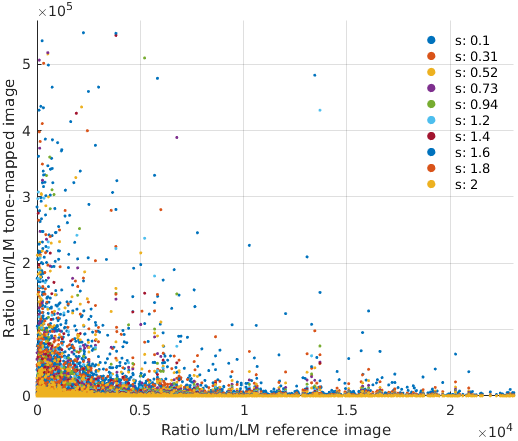 ×10⁵
s: 0.1
s: 0.31
s: 0.52
s: 0.73
s: 0.94
s: 1.2
s: 1.4
s: 1.6
s: 1.8
s: 2
Ratio lum/LM tone-mapped image
5
4
3
2
1
0
0
0.5
1
1.5
2
Ratio lum/LM reference image
×10⁴